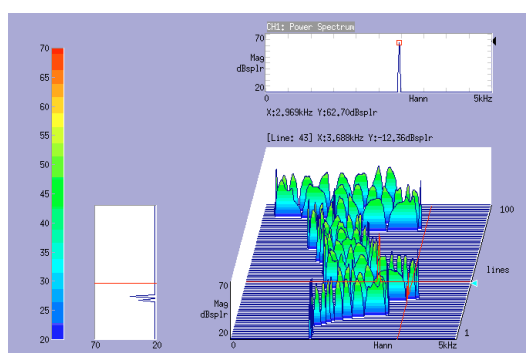 CH1: Power Spectrum
70
Mag
dBsplr
20
0
Hann
5kHz
X:2.969kHz Y:62.70dBsplr
[Line: 43] X:3.688kHz Y:-12.36dBsplr
70
65
60
55
50
45
40
35
30
25
20
70
20
100
lines
1
70
Mag
dBsplr
20
0
Hann
5kHz